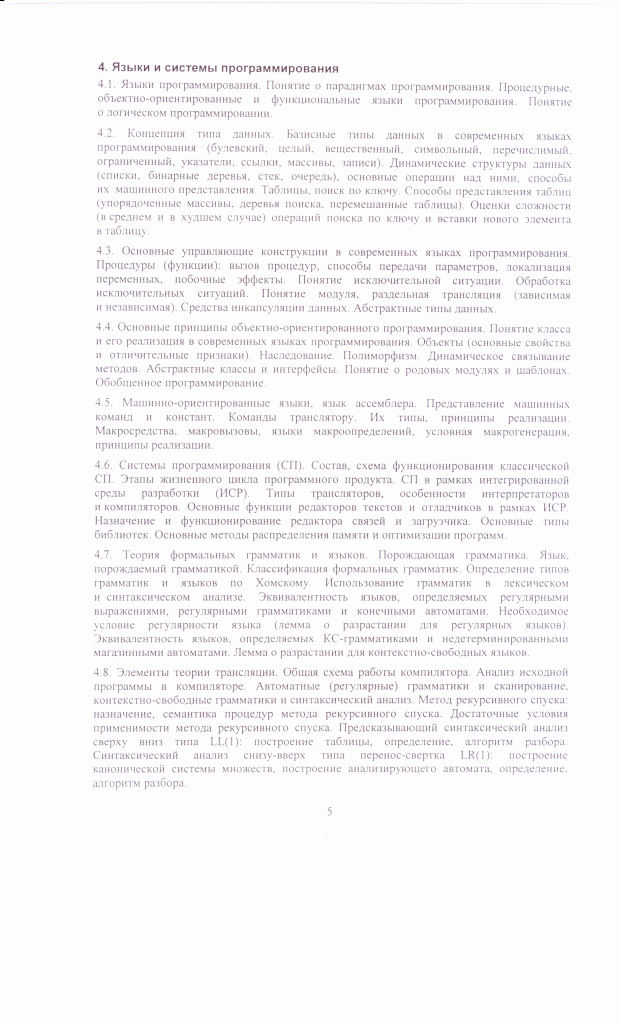 4. Языки и системы программирования
4.1. Языки программирования. Понятие о парадигмах программирования. Процедурные,
объектно-ориентированные и функциональные языки программирования. Понятие
о логическом программировании.
4.2. Концепция типа данных. Базисные типы данных в современных языках
программирования (булевский, целый, вещественный, символьный, перечислимый,
ограниченный, указатели, ссылки, массивы, записи). Динамические структуры данных
(списки, бинарные деревья, стек, очередь), основные операции над ними, способы
их машинного представления. Таблицы, поиск по ключу. Способы представления таблиц
(упорядоченные массивы, деревья поиска, перемешанные таблицы). Оценки сложности
(в среднем и в худшем случае) операций поиска по ключу и вставки нового элемента
в таблицу.
4.3. Основные управляющие конструкции в современных языках программирования.
Процедуры (функции): вызов процедур, способы передачи параметров, локализация
переменных, побочные эффекты. Понятие исключительной ситуации. Обработка
исключительных ситуаций. Понятие модуля, раздельная трансляция (зависимая
и независимая). Средства инкапсуляции данных. Абстрактные типы данных.
4.4. Основные принципы объектно-ориентированного программирования. Понятие класса
и его реализация в современных языках программирования. Объекты (основные свойства
и отличительные признаки). Наследование. Полиморфизм. Динамическое связывание
методов. Абстрактные классы и интерфейсы. Понятие о родовых модулях и шаблонах.
Обобщенное программирование.
4.5. Машинно-ориентированные языки, язык ассемблера. Представление машинных
команд и констант. Команды транслятору. Их типы, принципы реализации.
Макросредства, макровызовы, языки макроопределений, условная макрогенерация,
принципы реализации.
4.6. Системы программирования (СП). Состав, схема функционирования классической
СП. Этапы жизненного цикла программного продукта. СП в рамках интегрированной
среды разработки (ИСР). Типы трансляторов, особенности интерпретаторов
и компиляторов. Основные функции редакторов текстов и отладчиков в рамках ИСР.
Назначение и функционирование редактора связей и загрузчика. Основные типы
библиотек. Основные методы распределения памяти и оптимизации программ.
4.7. Теория формальных грамматик и языков. Порождающая грамматика. Язык,
порождаемый грамматикой. Классификация формальных грамматик. Определение типов
грамматик и языков по Хомскому. Использование грамматик в лексическом
и синтаксическом анализе. Эквивалентность языков, определяемых регулярными
выражениями, регулярными грамматиками и конечными автоматами. Необходимое
условие регулярности языка (лемма о разрастании для регулярных языков).
Эквивалентность языков, определяемых КС-грамматиками и недетерминированными
магазинными автоматами. Лемма о разрастании для контекстно-свободных языков.
4.8. Элементы теории трансляции. Общая схема работы компилятора. Анализ исходной
программы в компиляторе. Автоматные (регулярные) грамматики и сканирование,
контекстно-свободные грамматики и синтаксический анализ. Метод рекурсивного спуска:
назначение, семантика процедур метода рекурсивного спуска. Достаточные условия
применимости метода рекурсивного спуска. Предсказывающий синтаксический анализ
сверху вниз типа LL(1): построение таблицы, определение, алгоритм разбора.
Синтаксический анализ снизу-вверх типа перенос-свертка LR(1): построение
канонической системы множеств, построение анализирующего автомата, определение,
алгоритм разбора.
5